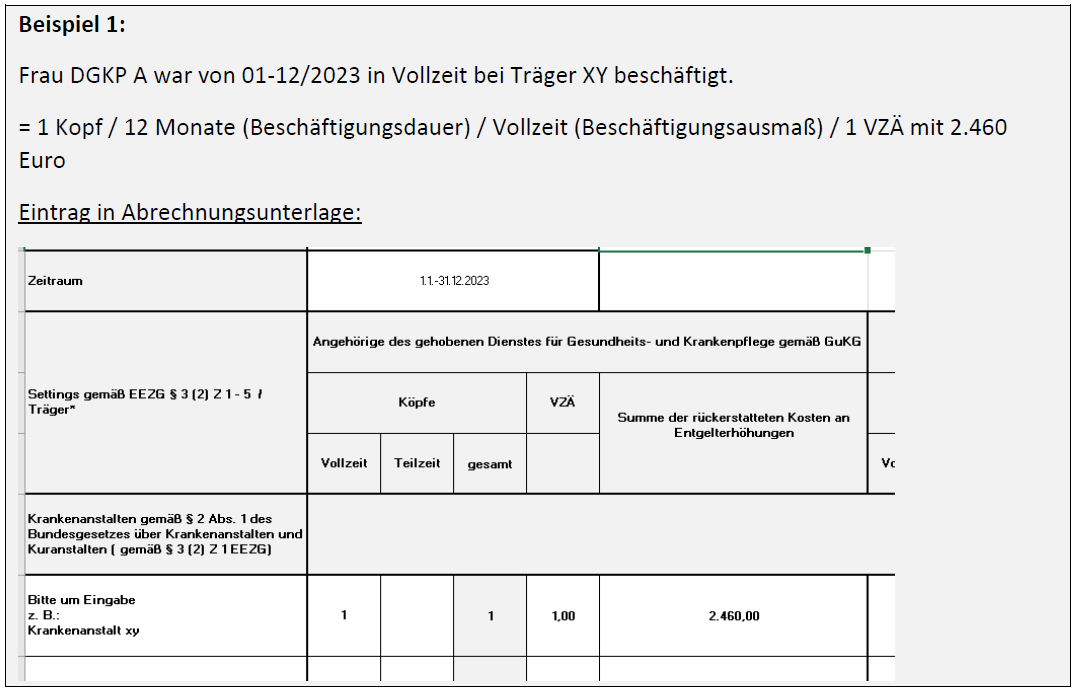 Beispiel 1:
Frau DGKP A war von 01-12/2023 in Vollzeit bei Träger XY beschäftigt.
= 1 Kopf / 12 Monate (Beschäftigungsdauer) / Vollzeit (Beschäftigungsausmaß) / 1 VZÄ mit 2.460
Euro
Eintrag in Abrechnungsunterlage:
Zeitraum
1.1.-31.12.2023
Angehörige des gehobenen Dienstes für Gesundheits- und Krankenpflege gemäß GuKG
Settings gemäß EEZG § 3 (2) Z 1 - 5 /
Träger*
Köpfe
VZÄ
Summe der rückerstatteten Kosten an
Entgelterhöhungen
Vollzeit
Teilzeit
gesamt
Vo
Krankenanstalten gemäß § 2 Abs. 1 des
Bundesgesetzes über Krankenanstalten und
Kuranstalten ( gemäß § 3 (2) Z 1 EEZG)
Bitte um Eingabe
z. B.:
Krankenanstalt xy
1
1
1,00
2.460,00